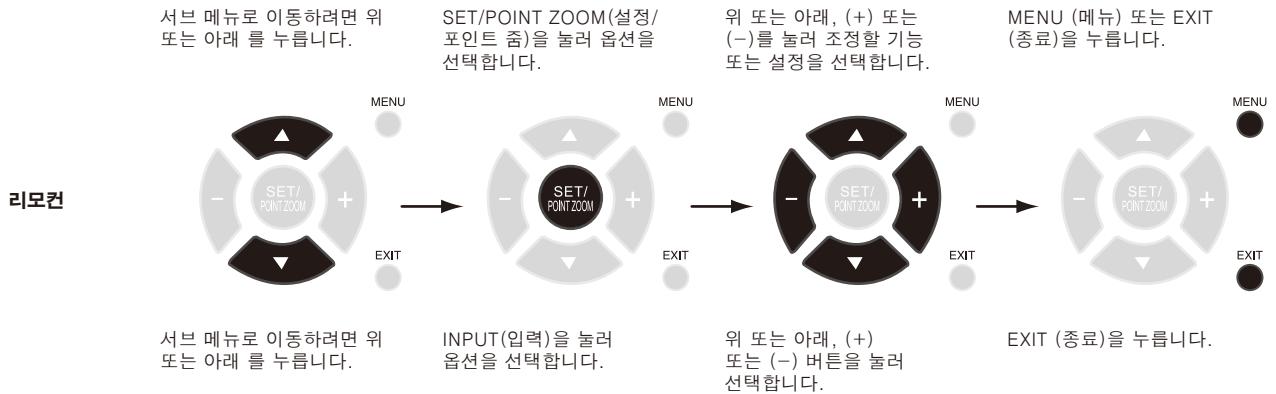 서브 메뉴로 이동하려면 위
또는 아래 를 누릅니다.
SET/POINT ZOOM(설정/
포인트 줌)을 눌러 옵션을
선택합니다.
위 또는 아래, (+) 또는
(-)를 눌러 조정할 기능
또는 설정을 선택합니다.
MENU (메뉴) 또는 EXIT
(종료)을 누릅니다.
리모컨
MENU
-
SET/
POINT ZOOM
+
EXIT
MENU
-
SET/
POINT ZOOM
+
EXIT
MENU
-
SET/
POINT ZOOM
+
EXIT
MENU
-
SET/
POINT ZOOM
+
EXIT
서브 메뉴로 이동하려면 위
또는 아래 를 누릅니다.
INPUT(입력)을 눌러
옵션을 선택합니다.
위 또는 아래, (+)
또는 (-) 버튼을 눌러
선택합니다.
EXIT (종료)을 누릅니다.